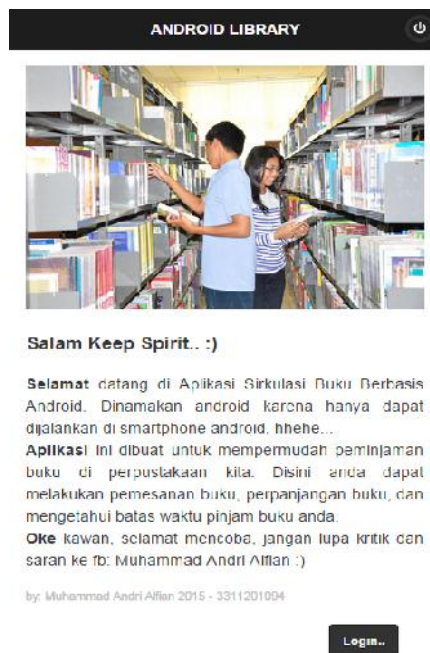 ANDROID LIBRARY
Salam Keep Spirit.. :)
Selamat datang di Aplikasi Sirkulasi Buku Berbasis
Android. Dinamakan android karena hanya dapat
dijalankan di smartphone android. hhehe...
Aplikasi ini dibuat untuk mempermudah peminjaman
buku di perpustakaan kita. Disini anda dapat
melakukan pemesanan buku, perpanjangan buku, dan
mengetahui batas waktu pinjam buku anda.
Oke kawan, selamat mencoba, jangan lupa kritik dan
saran ke fb: Muhammad Andri Alfian :')
by: Muhammad Andri Alfian 2015 - 3311201094
Login..